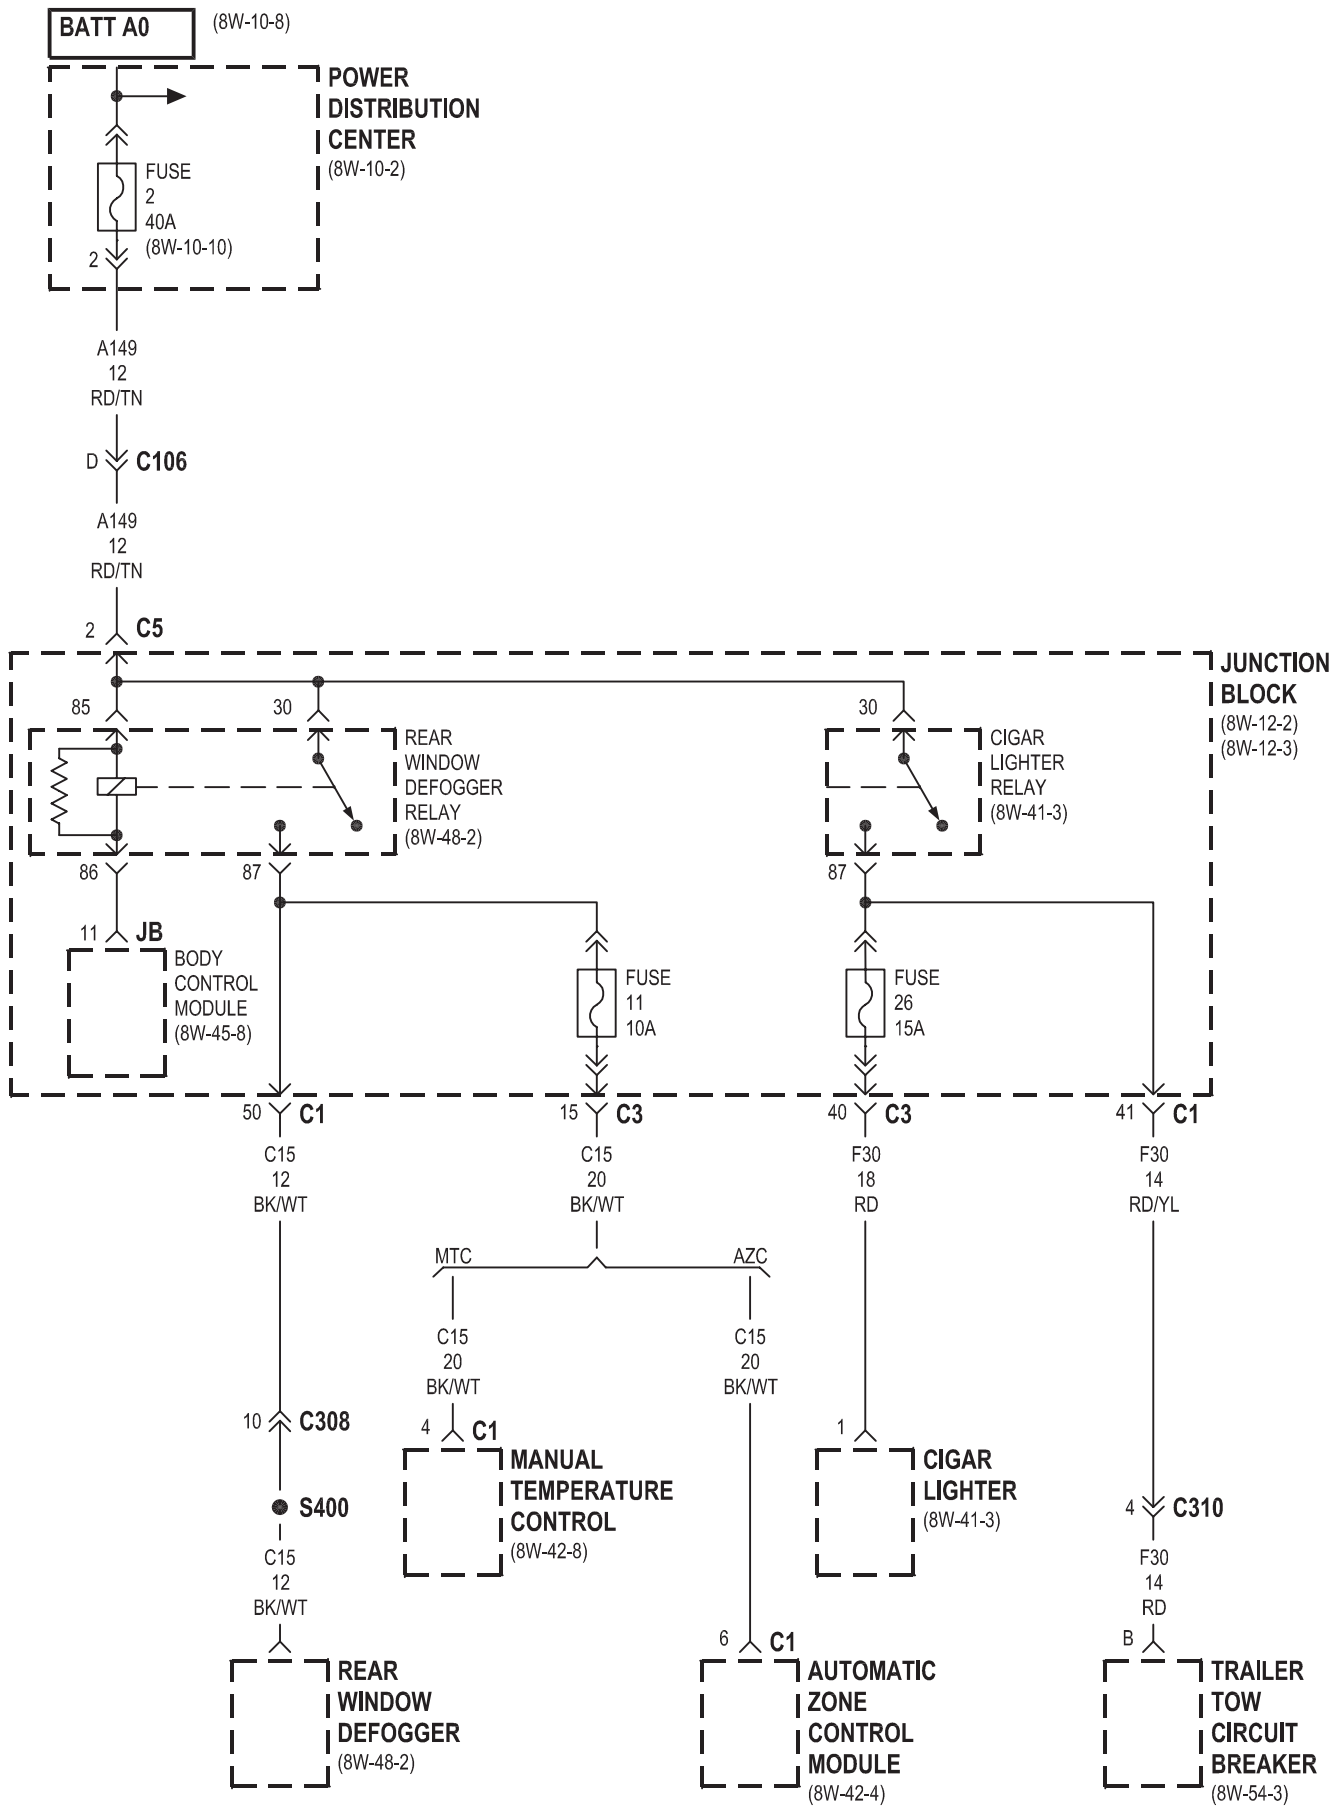 BATT A0
(8W-10-8)
POWER
DISTRIBUTION
CENTER
(8W-10-2)
FUSE
2
40A
(8W-10-10)
2
A149
12
RD/TN
D
C106
A149
12
RD/TN
2
C5
JUNCTION
BLOCK
(8W-12-2)
(8W-12-3)
85
30
30
REAR
WINDOW
DEFOGGER
RELAY
(8W-48-2)
CIGAR
LIGHTER
RELAY
(8W-41-3)
86
87
87
11
JB
BODY
CONTROL
MODULE
(8W-45-8)
FUSE
11
10A
FUSE
26
15A
50
C1
15
C3
40
C3
41
C1
C15
12
BK/WT
C15
20
BK/WT
F30
18
RD
F30
14
RD/YL
MTC
AZC
C15
20
BK/WT
C15
20
BK/WT
10
C308
4
C1
1
MANUAL
TEMPERATURE
CONTROL
(8W-42-8)
CIGAR
LIGHTER
(8W-41-3)
S400
4
C310
C15
12
BK/WT
F30
14
RD
6
C1
B
REAR
WINDOW
DEFOGGER
(8W-48-2)
AUTOMATIC
ZONE
CONTROL
MODULE
(8W-42-4)
TRAILER
TOW
CIRCUIT
BREAKER
(8W-54-3)